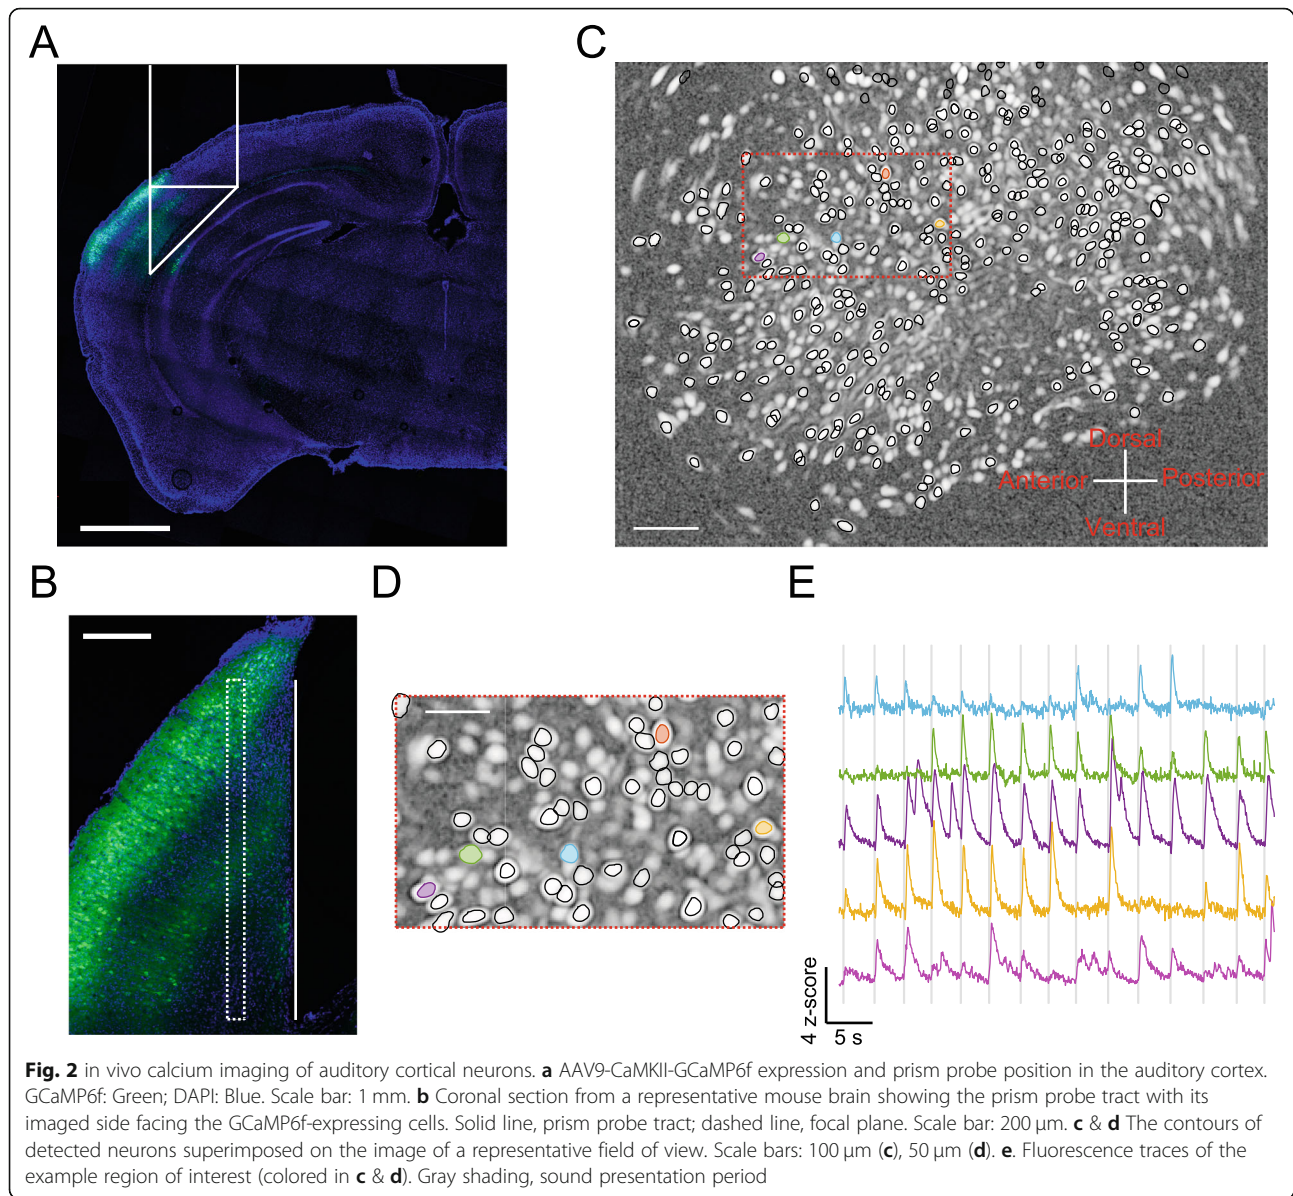 A
C
Dorsal
Anterior
Posterior
Ventral
B
D
E
4 z-score
5 s
Fig. 2 in vivo calcium imaging of auditory cortical neurons. a AAV9-CaMKII-GCaMP6f expression and prism probe position in the auditory cortex.
GCaMP6f: Green; DAPI: Blue. Scale bar: 1 mm. b Coronal section from a representative mouse brain showing the prism probe tract with its
imaged side facing the GCaMP6f-expressing cells. Solid line, prism probe tract; dashed line, focal plane. Scale bar: 200 μm. c & d The contours of
detected neurons superimposed on the image of a representative field of view. Scale bars: 100 μm (c), 50 μm (d). e. Fluorescence traces of the
example region of interest (colored in c & d). Gray shading, sound presentation period